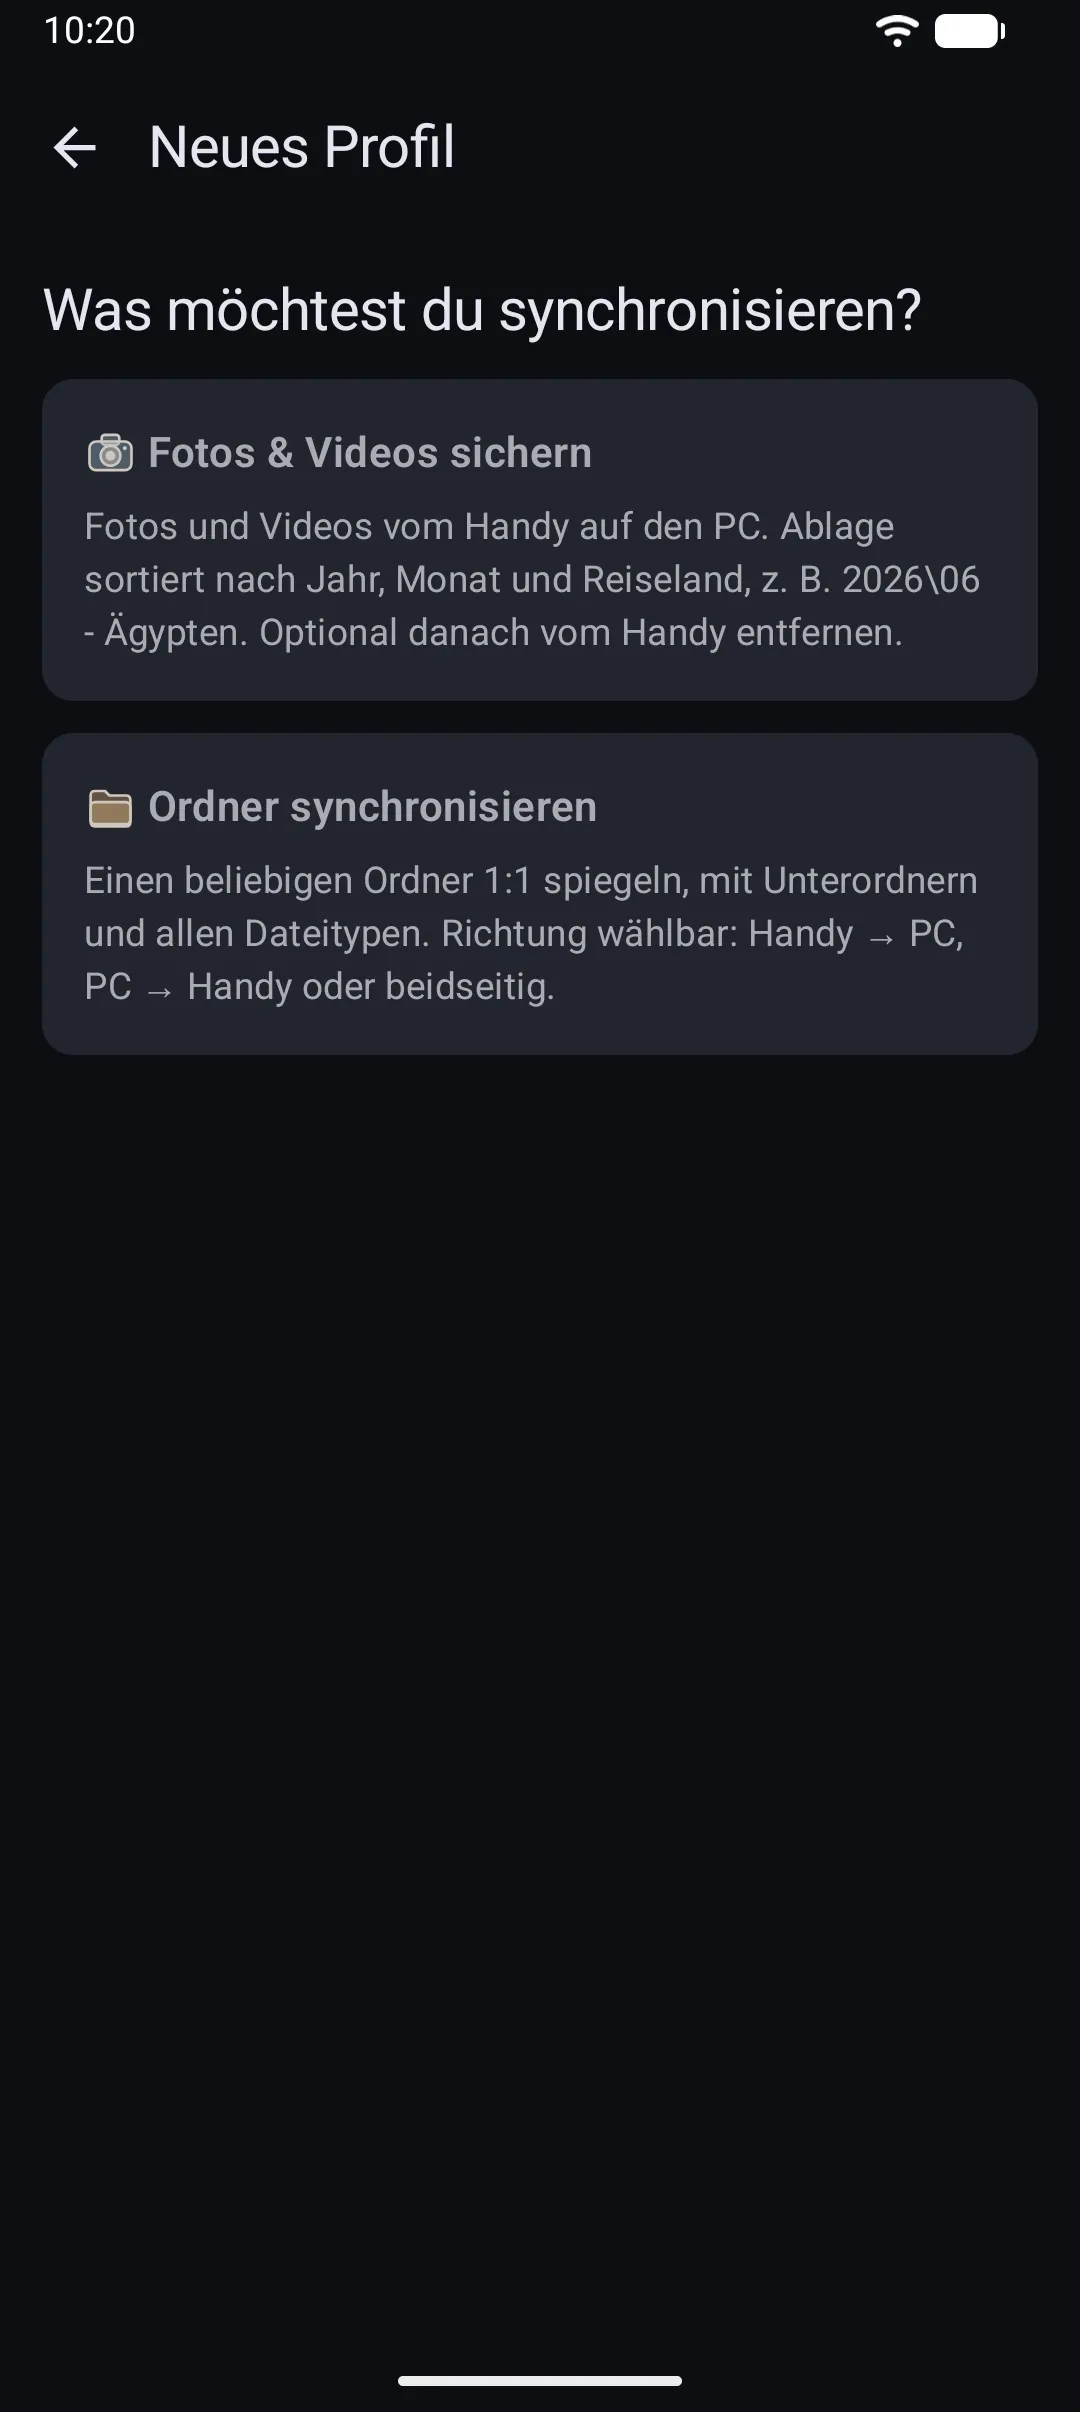 10:20
Neues Profil
Was möchtest du synchronisieren?
Fotos & Videos sichern
Fotos und Videos vom Handy auf den PC. Ablage
sortiert nach Jahr, Monat und Reiseland, z. B. 2026\06
- Ägypten. Optional danach vom Handy entfernen.
Ordner synchronisieren
Einen beliebigen Ordner 1:1 spiegeln, mit Unterordnern
und allen Dateitypen. Richtung wählbar: Handy → PC,
PC → Handy oder beidseitig.